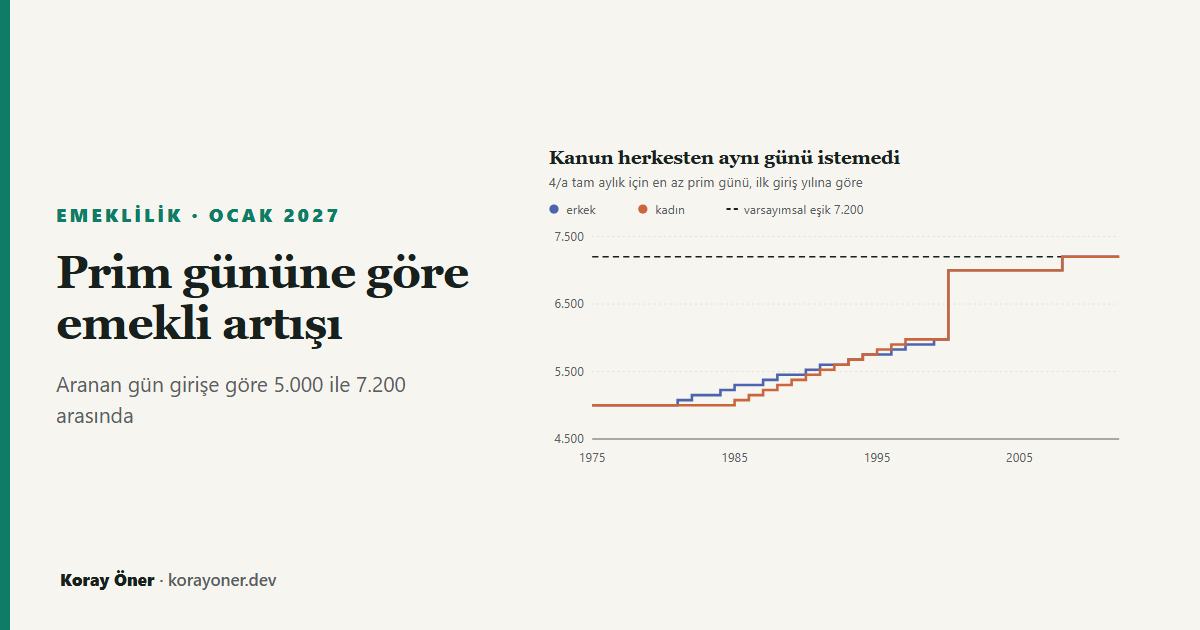 EMEKLİLİK · OCAK 2027
Prim gününe göre
emekli artışı
Aranan gün girişe göre 5.000 ile 7.200
arasında
Koray Öner · korayoner.dev
Kanun herkesten aynı günü istemedi
4/a tam aylık için en az prim günü, ilk giriş yılına göre
erkek
kadın
varsayımsal eşik 7.200
7.500
6.500
5.500
4.500
1975
1985
1995
2005